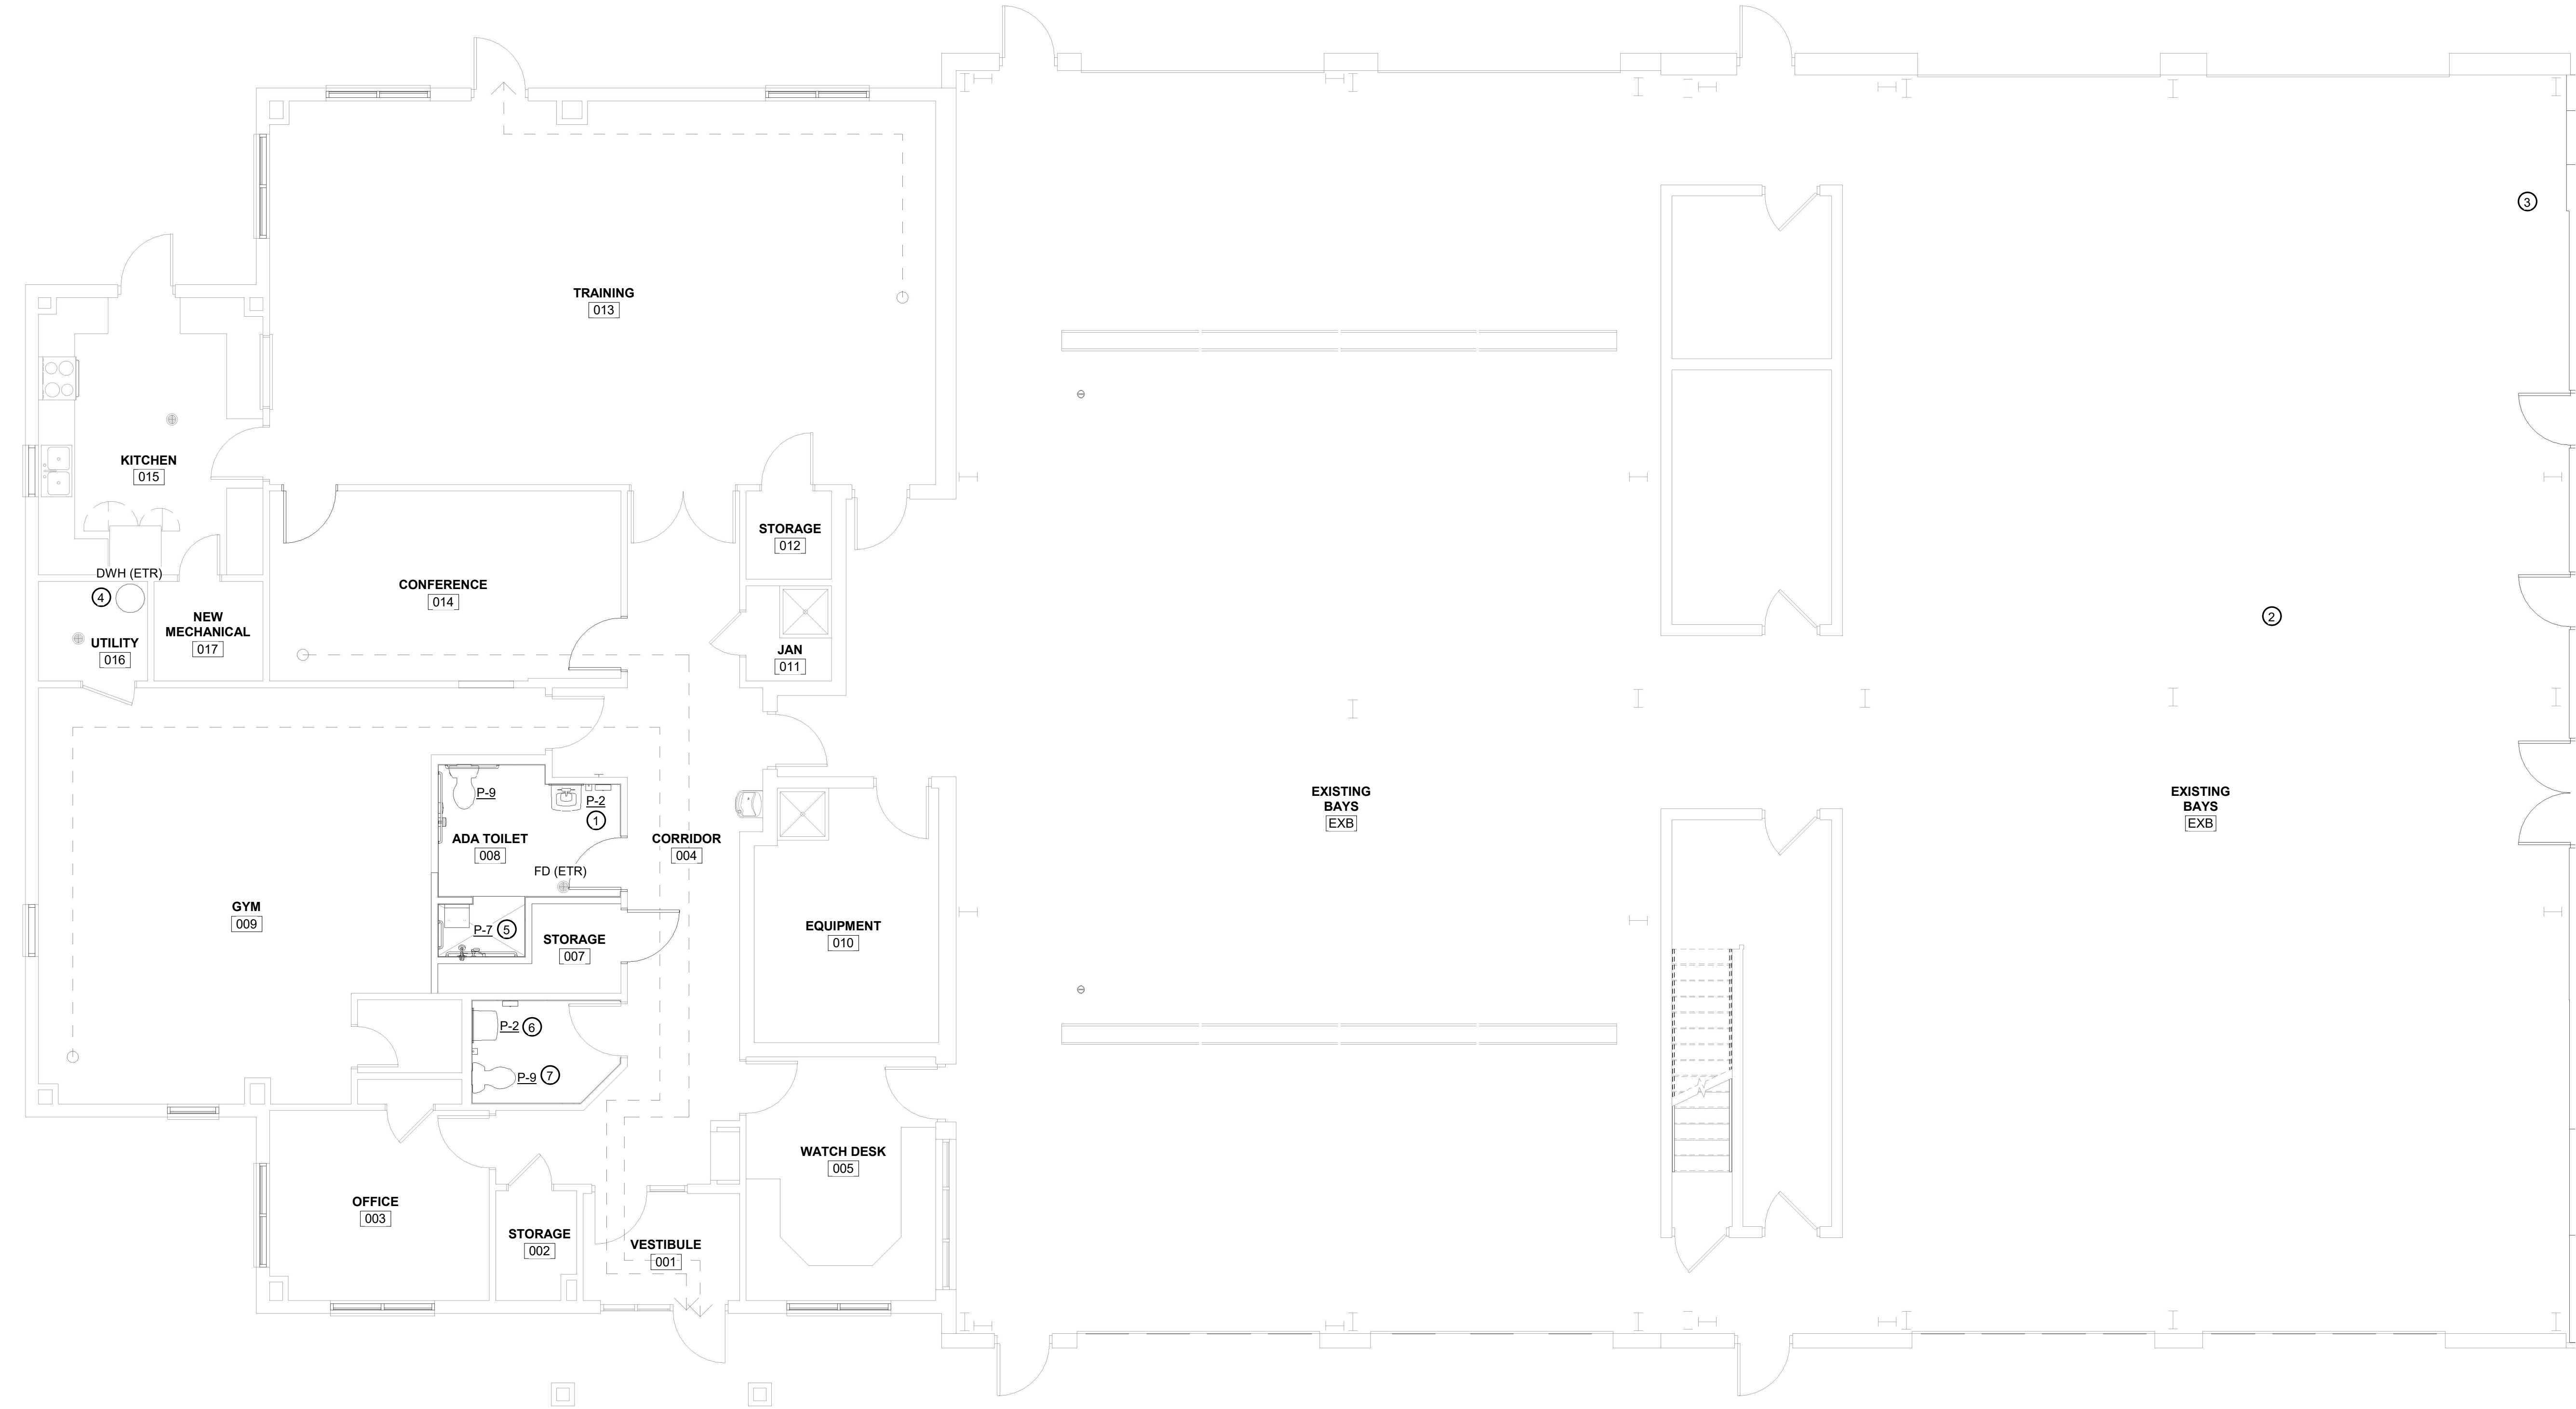 3
TRAINING
013
KITCHEN
015
STORAGE
012
DWH (ETR)
4
CONFERENCE
014
NEW
MECHANICAL
017
UTILITY
016
JAN
011
2
P-9
P-2
1
ADA TOILET
008
CORRIDOR
004
FD (ETR)
EXISTING
BAYS
EXB
EXISTING
BAYS
EXB
GYM
009
P-7
5
STORAGE
007
EQUIPMENT
010
P-2
6
P-9
7
WATCH DESK
005
OFFICE
003
STORAGE
002
VESTIBULE
001